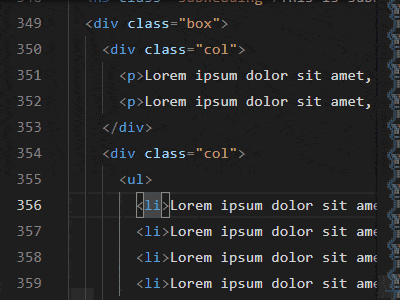 349 <div class="box">
350 <div class="col">
351 <p>Lorem ipsum dolor sit amet,
352 <p>Lorem ipsum dolor sit amet,
353 </div>
354 <div class="col">
355 <ul>
356 <li>Lorem ipsum dolor sit ame
357 <li>Lorem ipsum dolor sit ame
358 <li>Lorem ipsum dolor sit ame
359 <li>Lorem ipsum dolor sit ame